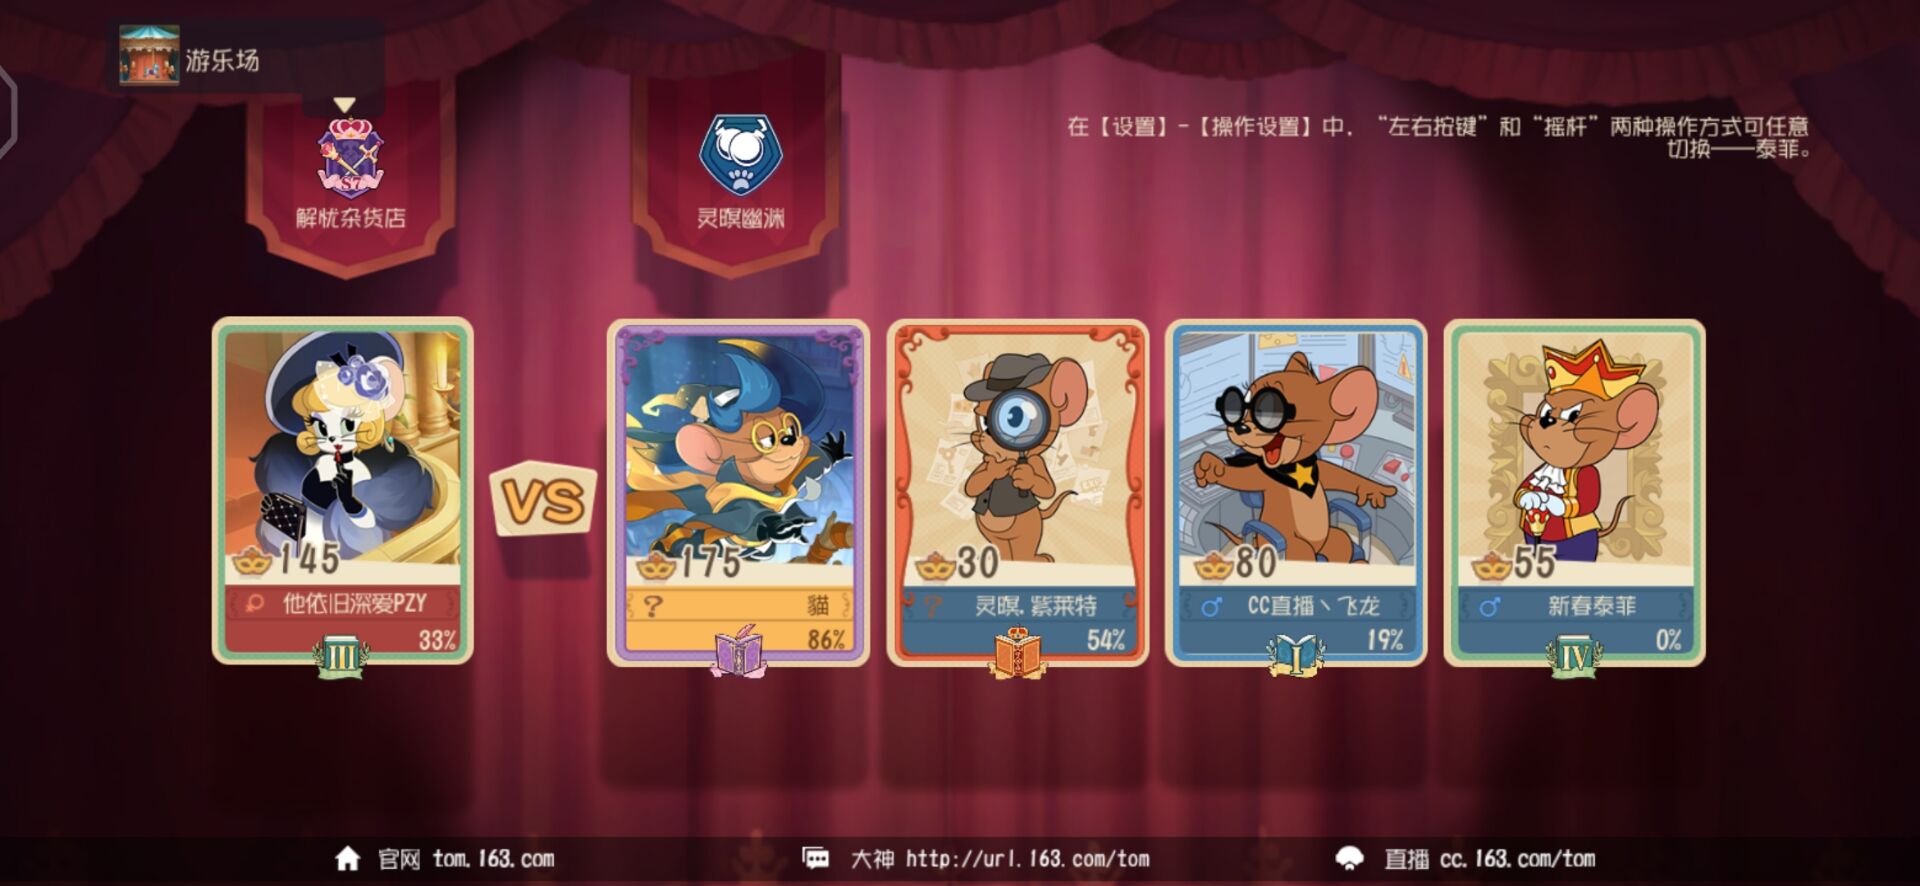 游乐场
在【设置】-【操作设置】中，“左右按键”和“摇杆”两种操作方式可任意
切换——泰菲。
S7
解忧杂货店
灵暝幽渊
145
他依旧深爱PZY
33%
III
VS
175
?
貓
86%
30
?
灵暝.紫莱特
54%
80
CC直播丶飞龙
19%
I
55
新春泰菲
0%
IV
官网 tom.163.com
大神 http://url.163.com/tom
直播 cc.163.com/tom